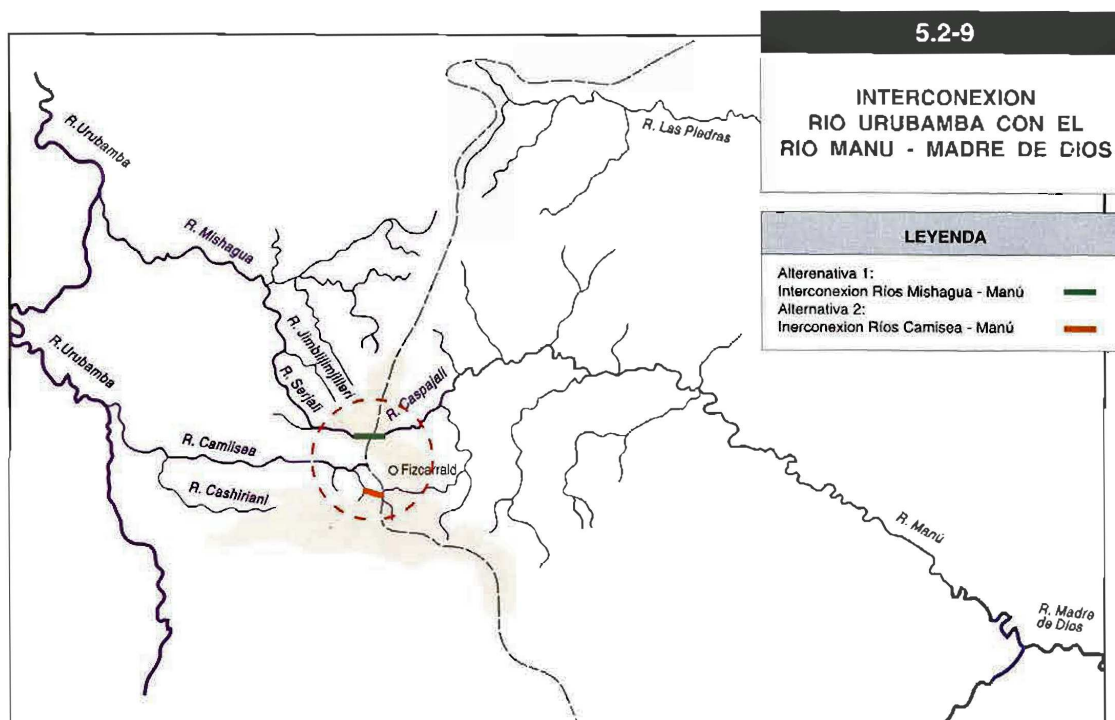 5.2-9
INTERCONEXION
RIO URUBAMBA CON EL
RIO MANU - MADRE DE DIOS
LEYENDA
Alterenativa 1:
Interconexion Ríos Mishagua - Manú
Alternativa 2:
Inerconexion Ríos Camisea - Manú
R. Urubamba
R. Las Piedras
R. Mishagua
R. Jimblijimjlieri
R. Serjali
R. Urubamba
R. Caspajali
R. Camlisea
Fizcarrald
R. Cashiriani
R. Manú
R. Madre
de Dios